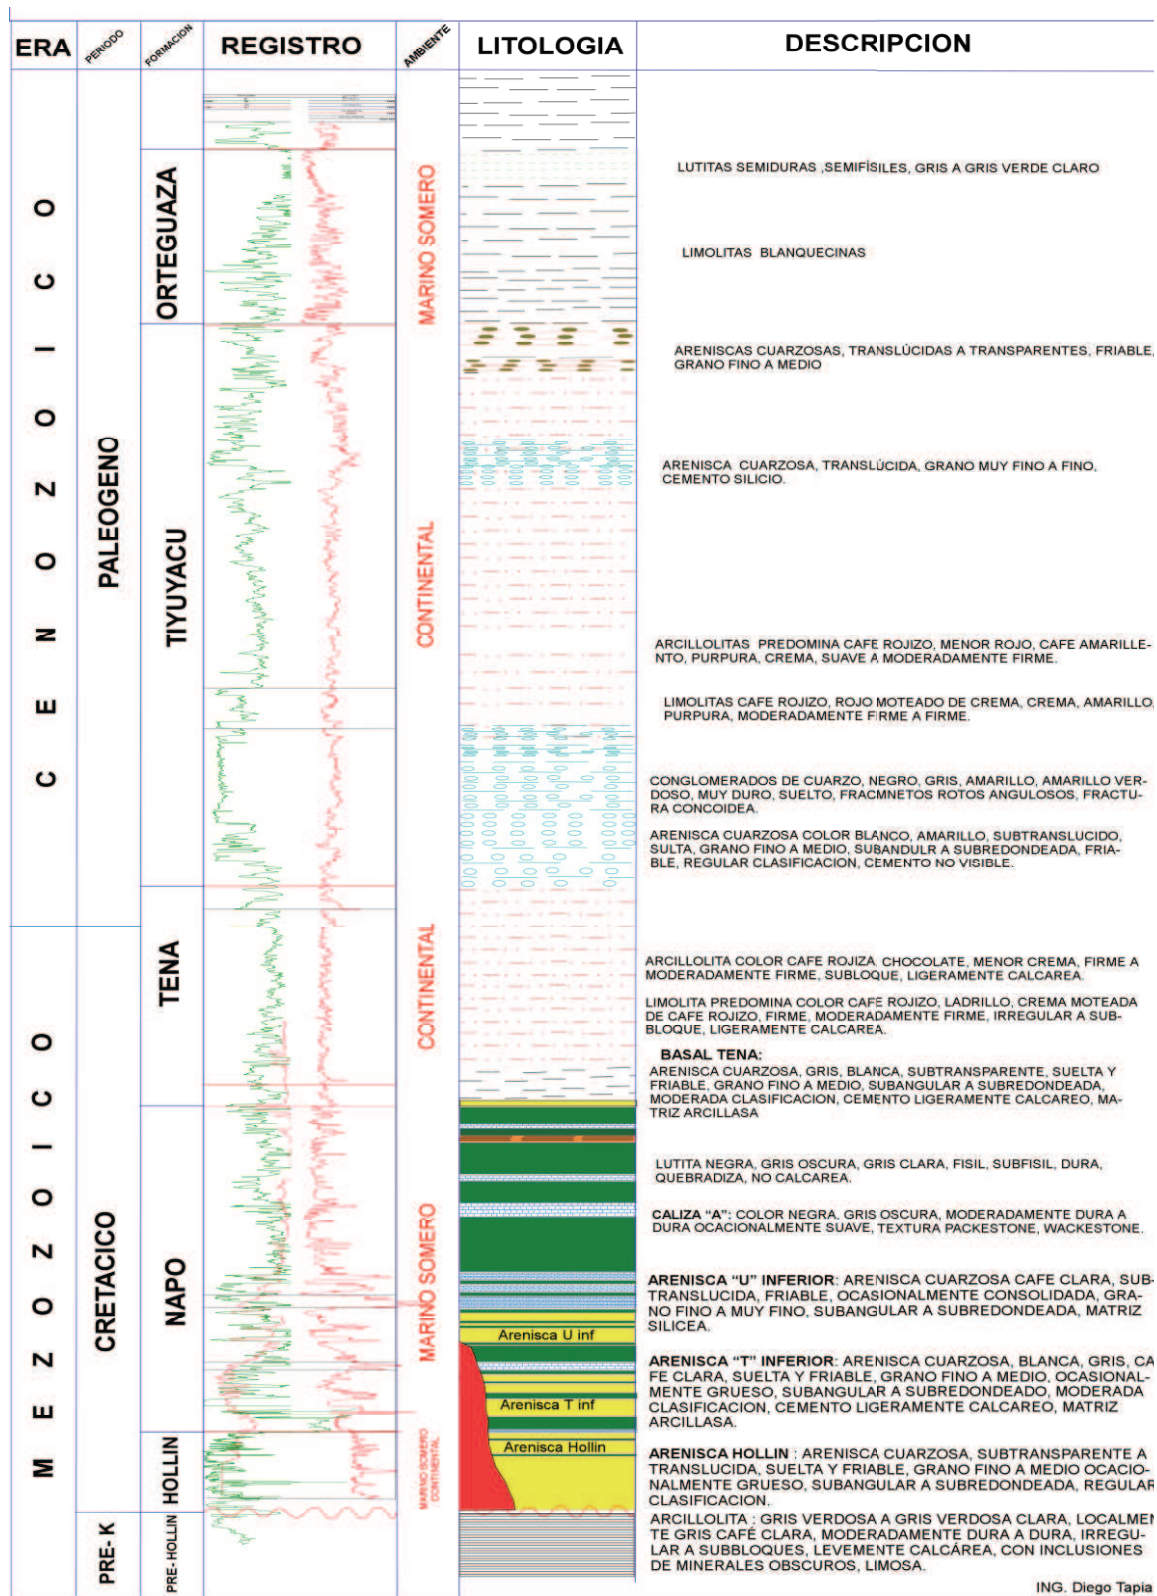 ERA PERIODO FORMACION REGISTRO AMBIENTE LITOLOGIA DESCRIPCION
CENOZOICO
MEZOZOICO
PALEOGENO
CRETACICO
PRE- K
ORTEGUAZA
TIYUYACU
TENA
NAPO
HOLLIN
PRE- HOLLIN
MARINO SOMERO
CONTINENTAL
CONTINENTAL
MARINO SOMERO
MARINO SOMERO
CONTINENTAL
Arenisca U inf
Arenisca T inf
Arenisca Hollin
LUTITAS SEMIDURAS ,SEMIFÍSILES, GRIS A GRIS VERDE CLARO
LIMOLITAS BLANQUECINAS
ARENISCAS CUARZOSAS, TRANSLÚCIDAS A TRANSPARENTES, FRIABLE,
GRANO FINO A MEDIO
ARENISCA CUARZOSA, TRANSLÚCIDA, GRANO MUY FINO A FINO,
CEMENTO SILICIO.
ARCILLOLITAS PREDOMINA CAFE ROJIZO, MENOR ROJO, CAFE AMARILLE-
NTO, PURPURA, CREMA, SUAVE A MODERADAMENTE FIRME.
LIMOLITAS CAFE ROJIZO, ROJO MOTEADO DE CREMA, CREMA, AMARILLO,
PURPURA, MODERADAMENTE FIRME A FIRME.
CONGLOMERADOS DE CUARZO, NEGRO, GRIS, AMARILLO, AMARILLO VER-
DOSO, MUY DURO, SUELTO, FRACMNETOS ROTOS ANGULOSOS, FRACTU-
RA CONCOIDEA.
ARENISCA CUARZOSA COLOR BLANCO, AMARILLO, SUBTRANSLUCIDO,
SULTA, GRANO FINO A MEDIO, SUBANDULR A SUBREDONDEADA, FRIA-
BLE, REGULAR CLASIFICACION, CEMENTO NO VISIBLE.
ARCILLOLITA COLOR CAFE ROJIZA, CHOCOLATE, MENOR CREMA, FIRME A
MODERADAMENTE FIRME, SUBLOQUE, LIGERAMENTE CALCAREA.
LIMOLITA PREDOMINA COLOR CAFE ROJIZO, LADRILLO, CREMA MOTEADA
DE CAFE ROJIZO, FIRME, MODERADAMENTE FIRME, IRREGULAR A SUB-
BLOQUE, LIGERAMENTE CALCAREA.
BASAL TENA:
ARENISCA CUARZOSA, GRIS, BLANCA, SUBTRANSPARENTE, SUELTA Y
FRIABLE, GRANO FINO A MEDIO, SUBANGULAR A SUBREDONDEADA,
MODERADA CLASIFICACION, CEMENTO LIGERAMENTE CALCAREO, MA-
TRIZ ARCILLASA
LUTITA NEGRA, GRIS OSCURA, GRIS CLARA, FISIL, SUBFISIL, DURA,
QUEBRADIZA, NO CALCAREA.
CALIZA "A": COLOR NEGRA, GRIS OSCURA, MODERADAMENTE DURA A
DURA OCACIONALMENTE SUAVE, TEXTURA PACKESTONE, WACKESTONE.
ARENISCA "U" INFERIOR: ARENISCA CUARZOSA CAFE CLARA, SUB-
TRANSLUCIDA, FRIABLE, OCASIONALMENTE CONSOLIDADA, GRA-
NO FINO A MUY FINO, SUBANGULAR A SUBREDONDEADA, MATRIZ
SILICEA.
ARENISCA "T" INFERIOR: ARENISCA CUARZOSA, BLANCA, GRIS, CA
FE CLARA, SUELTA Y FRIABLE, GRANO FINO A MEDIO, OCASIONAL-
MENTE GRUESO, SUBANGULAR A SUBREDONDEADO, MODERADA
CLASIFICACION, CEMENTO LIGERAMENTE CALCAREO, MATRIZ
ARCILLASA.
ARENISCA HOLLIN : ARENISCA CUARZOSA, SUBTRANSPARENTE A
TRANSLUCIDA, SUELTA Y FRIABLE, GRANO FINO A MEDIO OCACIO-
NALMENTE GRUESO, SUBANGULAR A SUBREDONDEADA, REGULAR
CLASIFICACION.
ARCILLOLITA : GRIS VERDOSA A GRIS VERDOSA CLARA, LOCALMEN
TE GRIS CAFÉ CLARA, MODERADAMENTE DURA A DURA, IRREGU-
LAR A SUBBLOQUES, LEVEMENTE CALCÁREA, CON INCLUSIONES
DE MINERALES OBSCUROS, LIMOSA.
ING. Diego Tapia